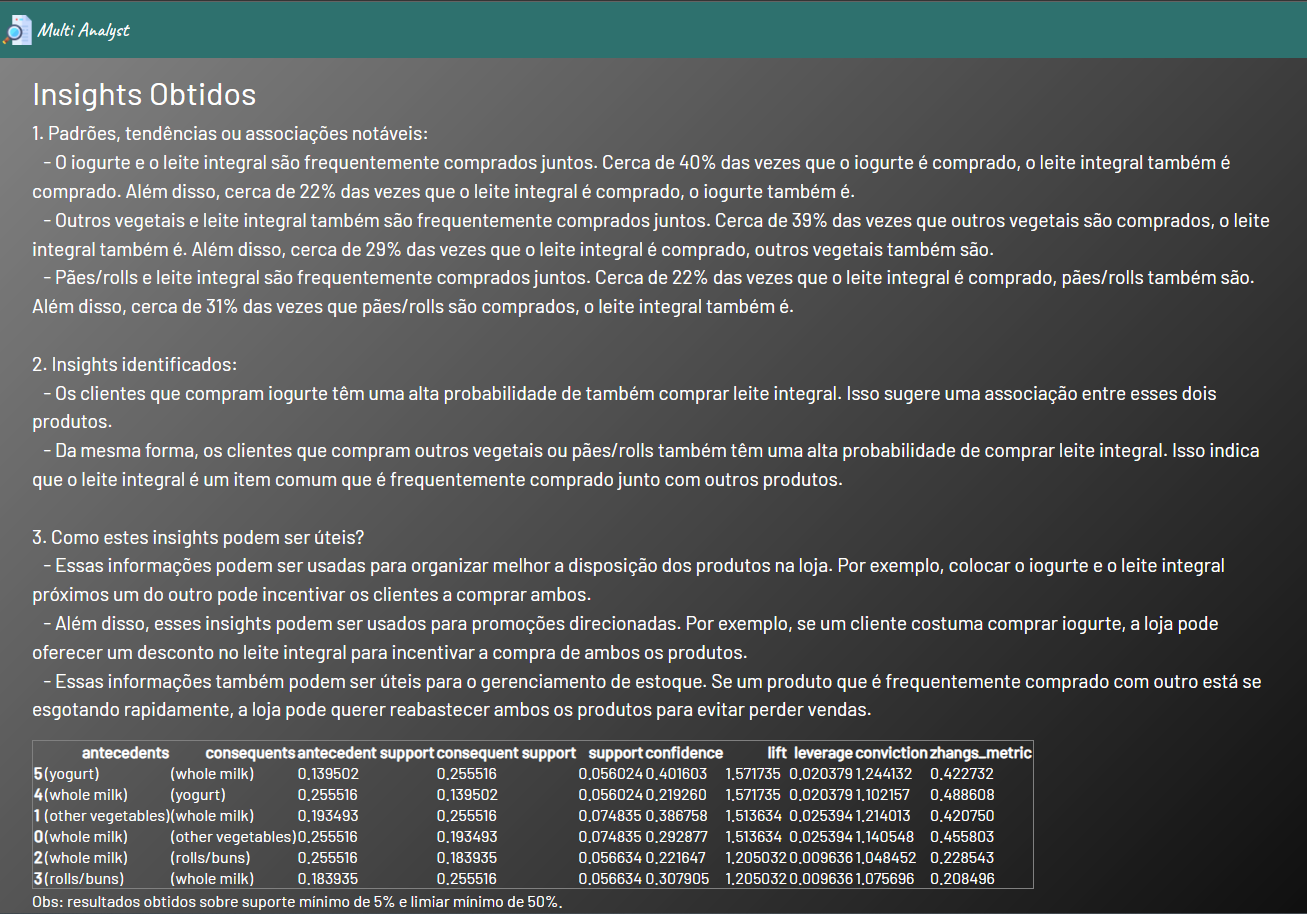 Multi Analyst
Insights Obtidos
1. Padrões, tendências ou associações notáveis:
- O iogurte e o leite integral são frequentemente comprados juntos. Cerca de 40% das vezes que o iogurte é comprado, o leite integral também é
comprado. Além disso, cerca de 22% das vezes que o leite integral é comprado, o iogurte também é.
- Outros vegetais e leite integral também são frequentemente comprados juntos. Cerca de 39% das vezes que outros vegetais são comprados, o leite
integral também é. Além disso, cerca de 29% das vezes que o leite integral é comprado, outros vegetais também são.
- Pães/rolls e leite integral são frequentemente comprados juntos. Cerca de 22% das vezes que o leite integral é comprado, pães/rolls também são.
Além disso, cerca de 31% das vezes que pães/rolls são comprados, o leite integral também é.
2. Insights identificados:
- Os clientes que compram iogurte têm uma alta probabilidade de também comprar leite integral. Isso sugere uma associação entre esses dois
produtos.
- Da mesma forma, os clientes que compram outros vegetais ou pães/rolls também têm uma alta probabilidade de comprar leite integral. Isso indica
que o leite integral é um item comum que é frequentemente comprado junto com outros produtos.
3. Como estes insights podem ser úteis?
- Essas informações podem ser usadas para organizar melhor a disposição dos produtos na loja. Por exemplo, colocar o iogurte e o leite integral
próximos um do outro pode incentivar os clientes a comprar ambos.
- Além disso, esses insights podem ser usados para promoções direcionadas. Por exemplo, se um cliente costuma comprar iogurte, a loja pode
oferecer um desconto no leite integral para incentivar a compra de ambos os produtos.
- Essas informações também podem ser úteis para o gerenciamento de estoque. Se um produto que é frequentemente comprado com outro está se
esgotando rapidamente, a loja pode querer reabastecer ambos os produtos para evitar perder vendas.
antecedents consequents antecedent support consequent support support confidence lift leverage conviction zhangs_metric
5 (yogurt) (whole milk) 0.139502 0.255516 0.056024 0.401603 1.571735 0.020379 1.244132 0.422732
4 (whole milk) (yogurt) 0.255516 0.139502 0.056024 0.219260 1.571735 0.020379 1.102157 0.488608
1 (other vegetables) (whole milk) 0.193493 0.255516 0.074835 0.386758 1.513634 0.025394 1.214013 0.420750
0 (whole milk) (other vegetables) 0.255516 0.193493 0.074835 0.292877 1.513634 0.025394 1.140548 0.455803
2 (whole milk) (rolls/buns) 0.255516 0.183935 0.056634 0.221647 1.205032 0.009636 1.048452 0.228543
3 (rolls/buns) (whole milk) 0.183935 0.255516 0.056634 0.307905 1.205032 0.009636 1.075696 0.208496
Obs: resultados obtidos sobre suporte mínimo de 5% e limiar mínimo de 50%.